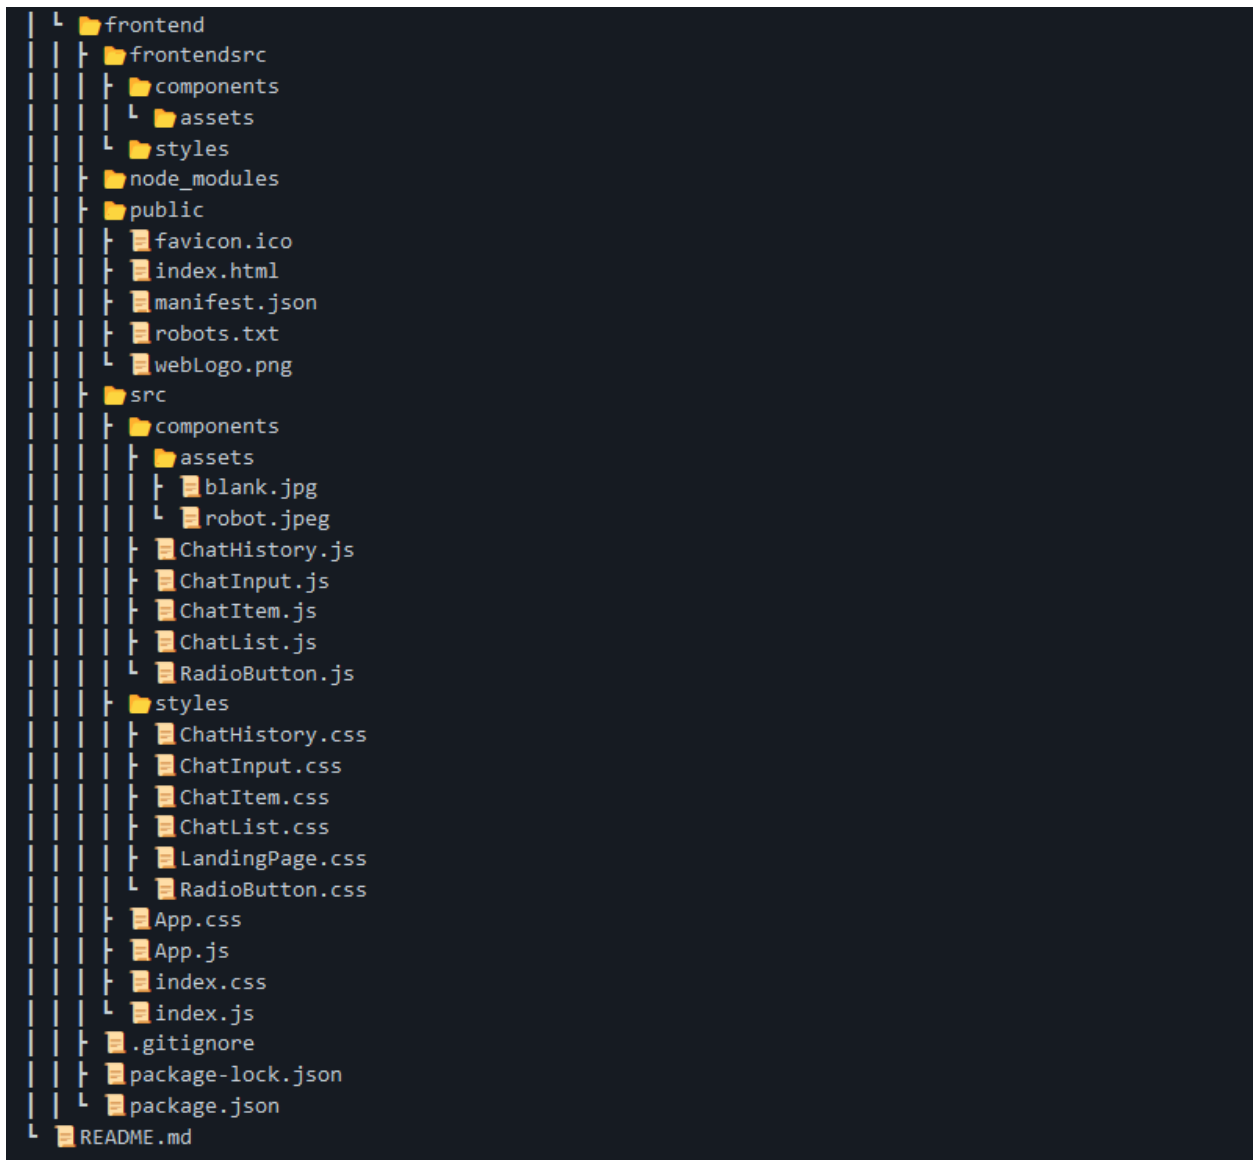 frontend
frontendsrc
components
assets
styles
node_modules
public
favicon.ico
index.html
manifest.json
robots.txt
webLogo.png
src
components
assets
blank.jpg
robot.jpeg
ChatHistory.js
ChatInput.js
ChatItem.js
ChatList.js
RadioButton.js
styles
ChatHistory.css
ChatInput.css
ChatItem.css
ChatList.css
LandingPage.css
RadioButton.css
App.css
App.js
index.css
index.js
.gitignore
package-lock.json
package.json
README.md